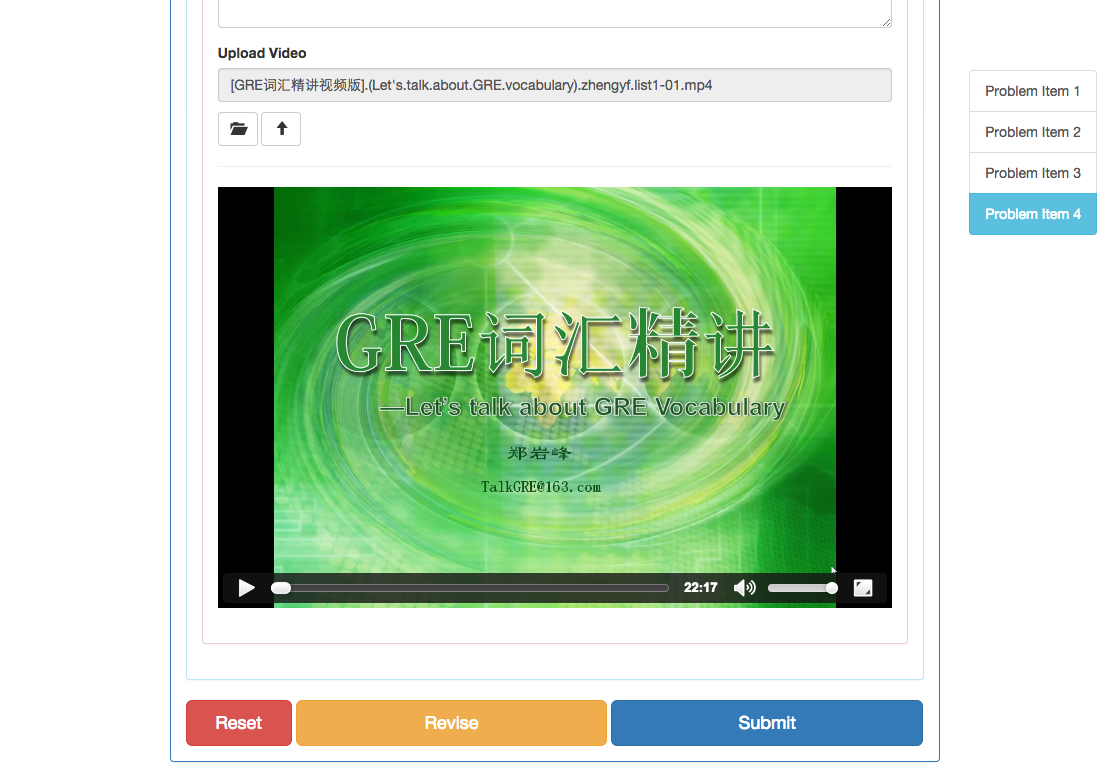 Upload Video
[GRE词汇精讲视频版].(Let's.talk.about.GRE.vocabulary).zhengyf.list1-01.mp4
Problem Item 1
Problem Item 2
Problem Item 3
Problem Item 4
GRE词汇精讲
—Let's talk about GRE Vocabulary
郑岩峰
TalkGRE@163.com
22:17
Reset
Revise
Submit